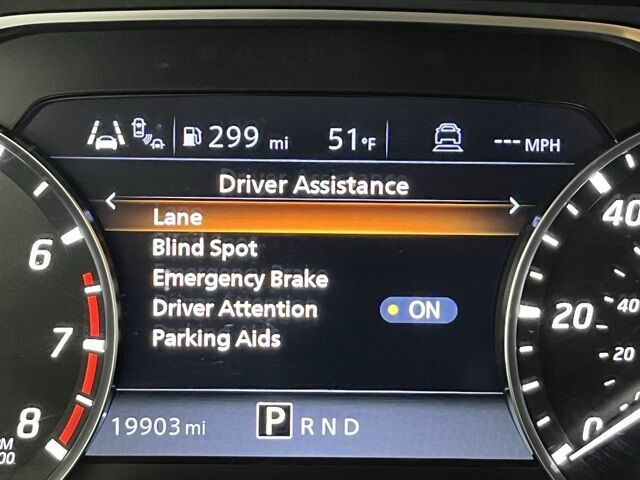 299 mi 51°F --- MPH
Driver Assistance
Lane
Blind Spot
Emergency Brake
Driver Attention ON
Parking Aids
19903 mi P R N D
6
7
8
40
20
0
40
20